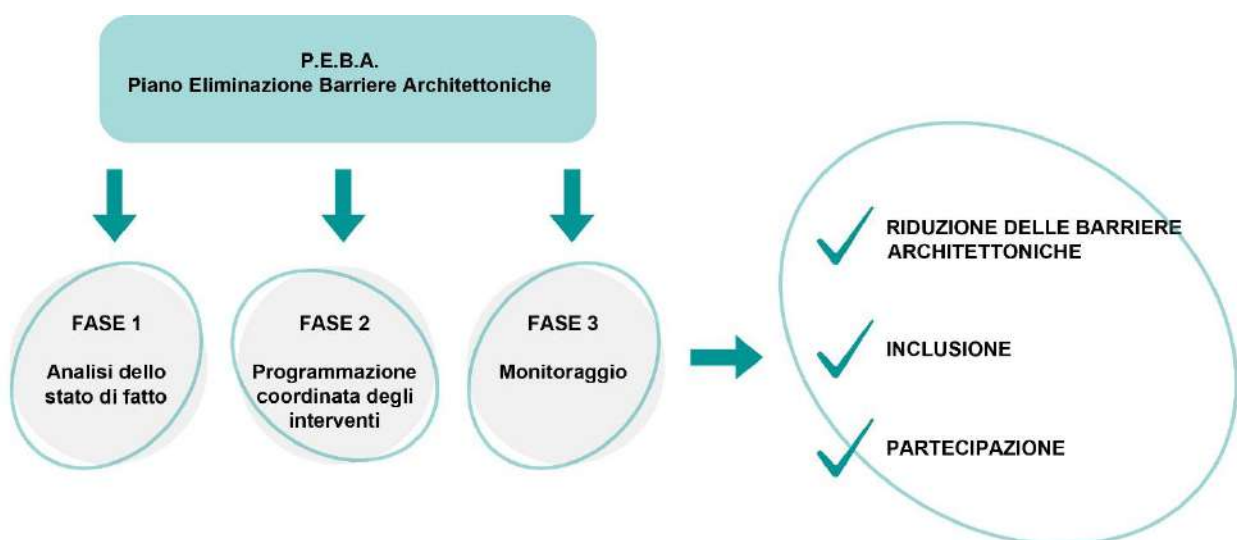 P.E.B.A.
Piano Eliminazione Barriere Architettoniche
FASE 1
Analisi dello
stato di fatto
FASE 2
Programmazione
coordinata degli
interventi
FASE 3
Monitoraggio
RIDUZIONE DELLE BARRIERE
ARCHITETTONICHE
INCLUSIONE
PARTECIPAZIONE